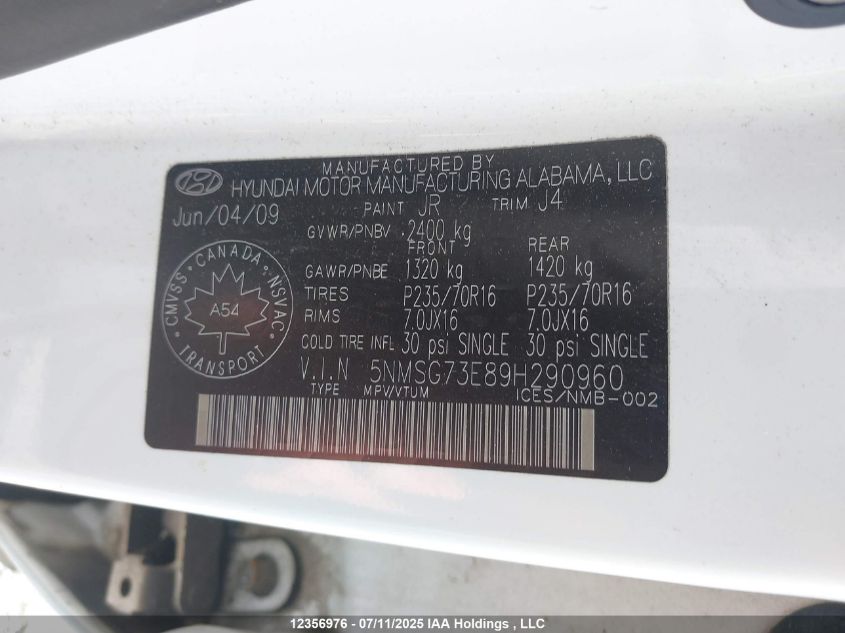 MANUFACTURED BY
HYUNDAI MOTOR MANUFACTURING ALABAMA, LLC
Jun/04/09 PAINT JR TRIM J4
GVWR/PNBV 2400 kg
FRONT REAR
GAWR/PNBE 1320 kg 1420 kg
TIRES P235/70R16 P235/70R16
RIMS 7.0JX16 7.0JX16
COLD TIRE INFL 30 psi SINGLE 30 psi SINGLE
CMVSS · CANADA · NSVAC
A54
TRANSPORT
V.I.N 5NMSG73E89H290960
TYPE MPV/VTUM ICES/NMB-002
12356976 - 07/11/2025 IAA Holdings , LLC